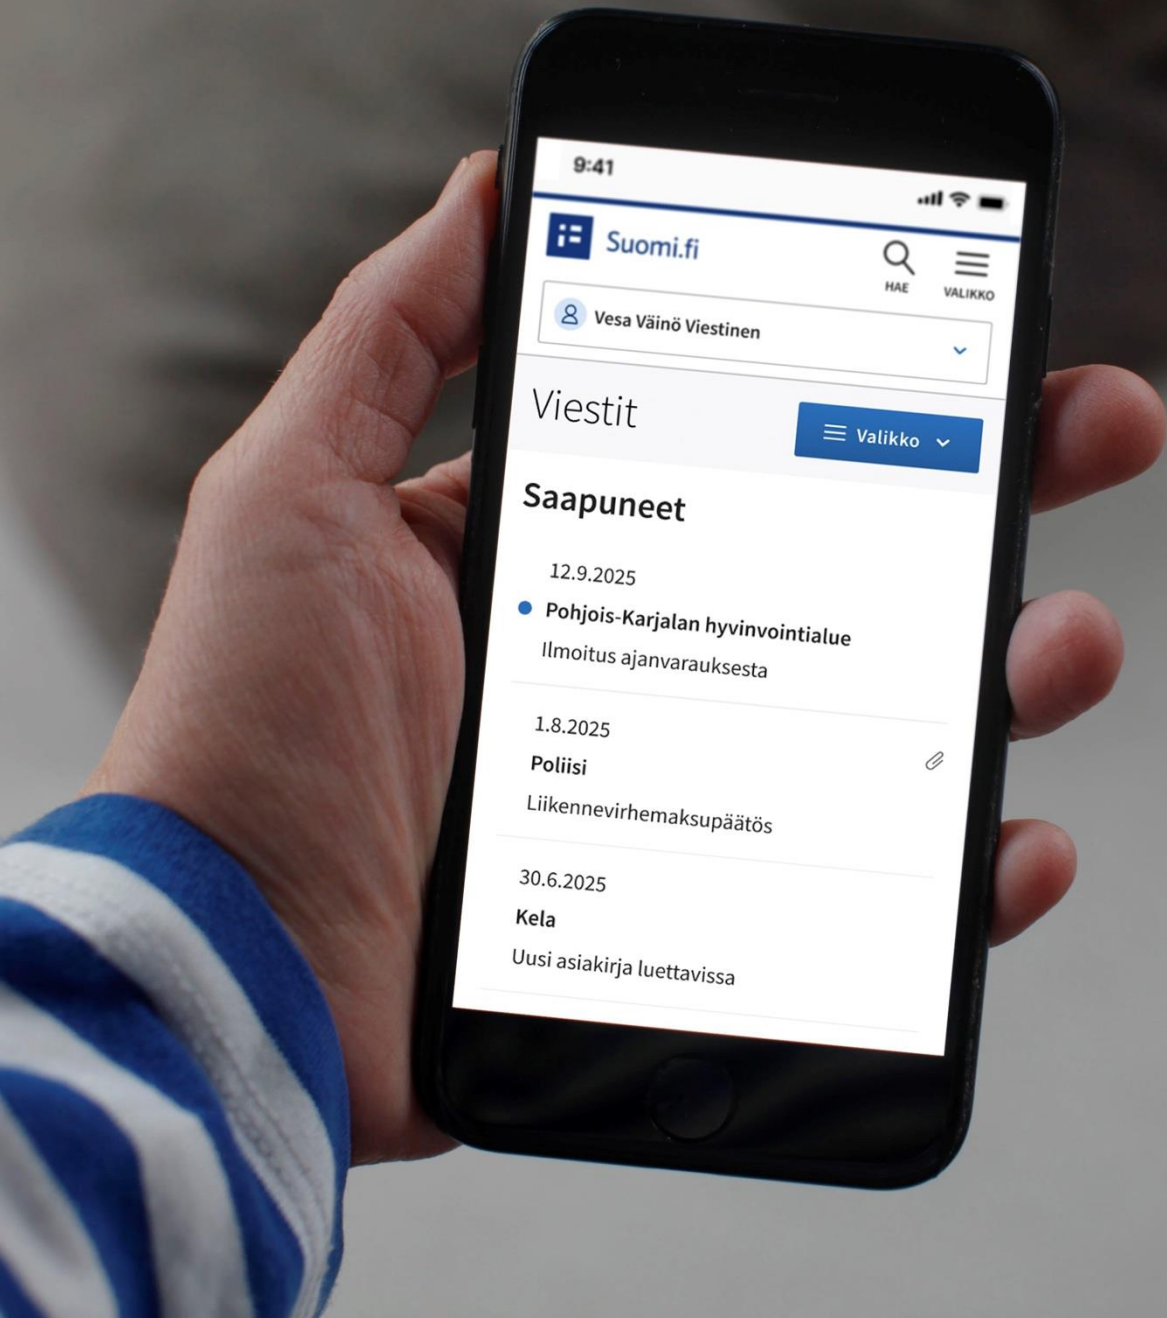 9:41
Suomi.fi
HAE
VALIKKO
Vesa Väinö Viestinen
Viestit
Valikko
Saapuneet
12.9.2025
Pohjois-Karjalan hyvinvointialue
Ilmoitus ajanvarauksesta
1.8.2025
Poliisi
Liikennevirhemaksupäätös
30.6.2025
Kela
Uusi asiakirja luettavissa